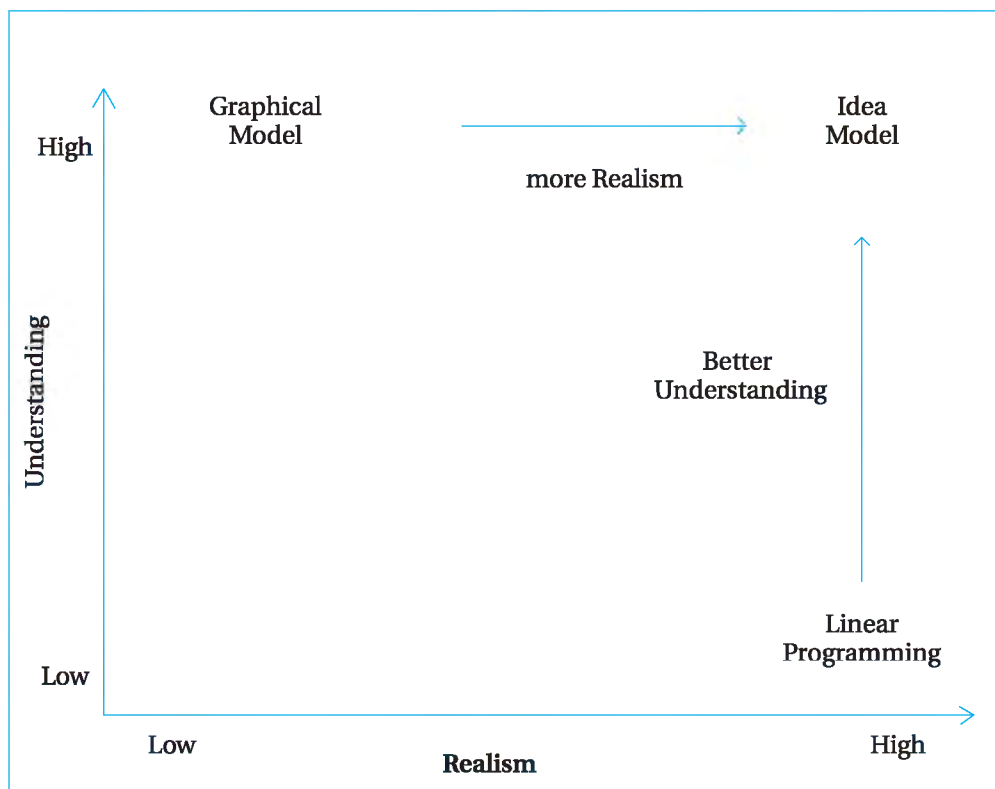 Graphical
Model
Idea
Model
High
more Realism
Understanding
Better
Understanding
Linear
Programming
Low
Low
High
Realism